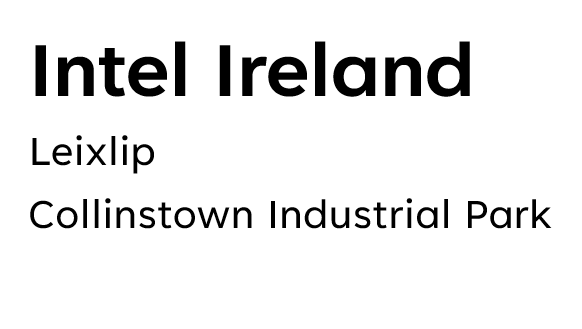 Intel Ireland
Leixlip
Collinstown Industrial Park